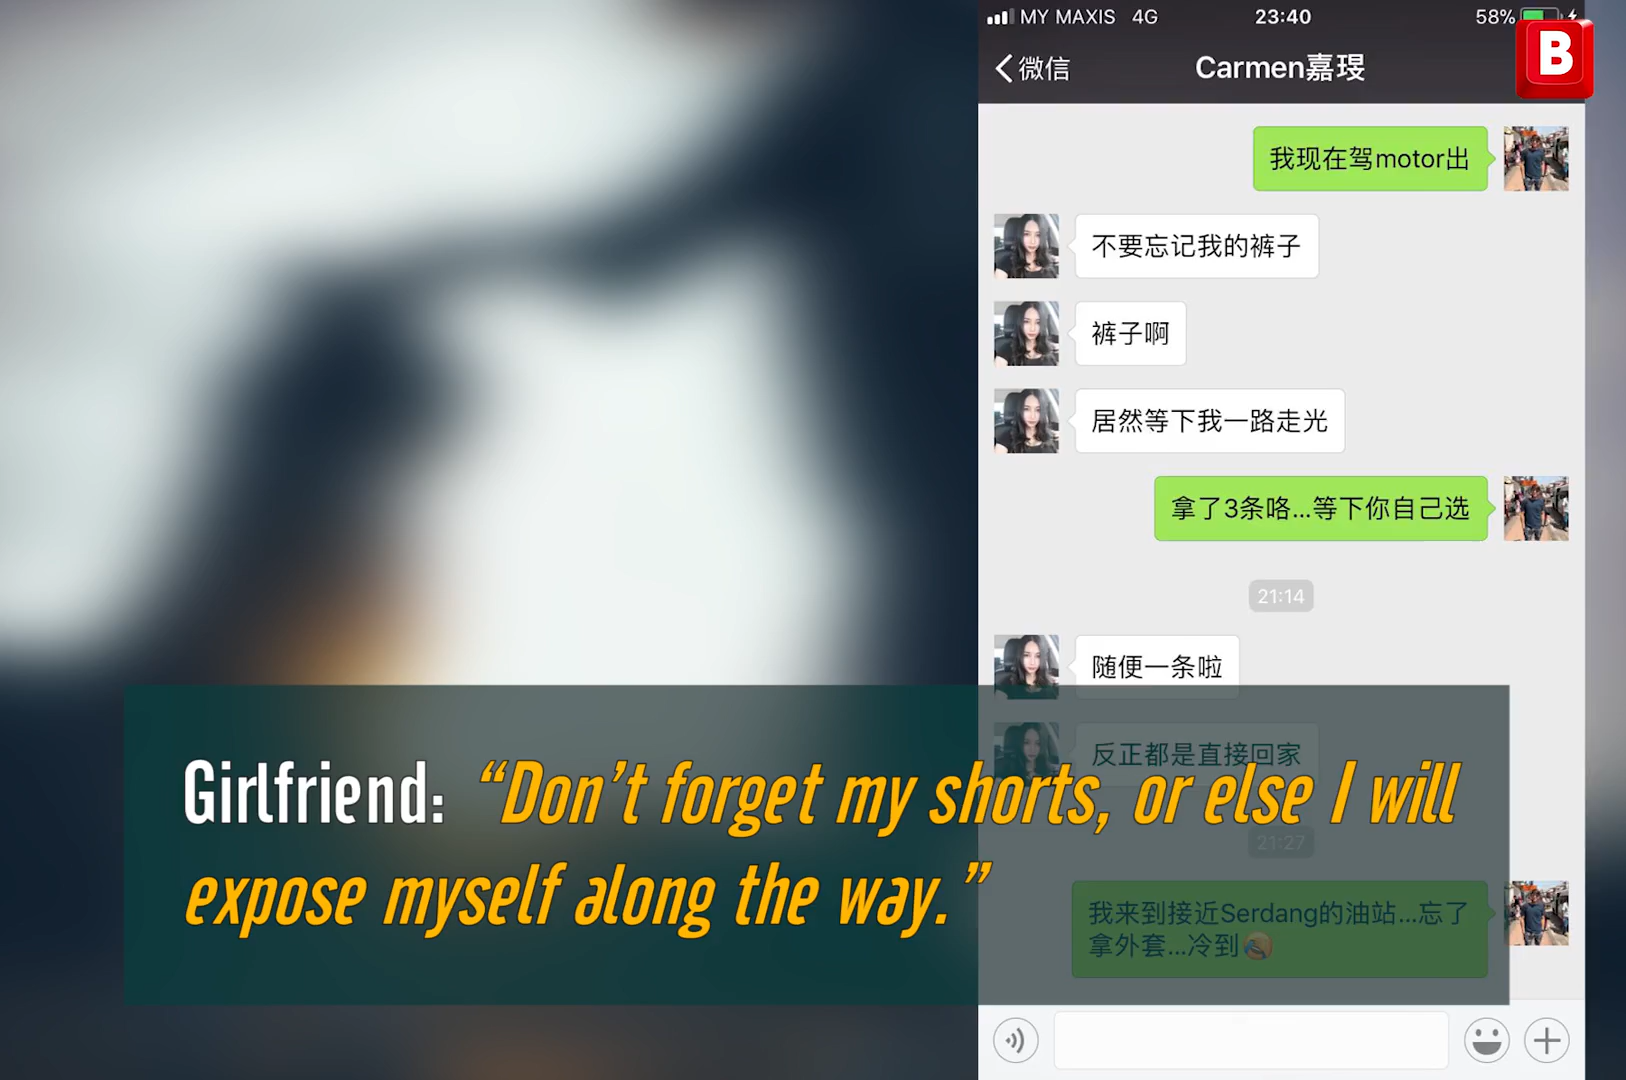 MY MAXIS 4G 23:40 58%
微信 Carmen嘉琝
B
我现在驾motor出
不要忘记我的裤子
裤子啊
居然等下我一路走光
拿了3条咯...等下你自己选
21:14
随便一条啦
反正都是直接回家
Girlfriend: “Don’t forget my shorts, or else I will
expose myself along the way.”
21:27
我来到接近Serdang的油站...忘了
拿外套...冷到